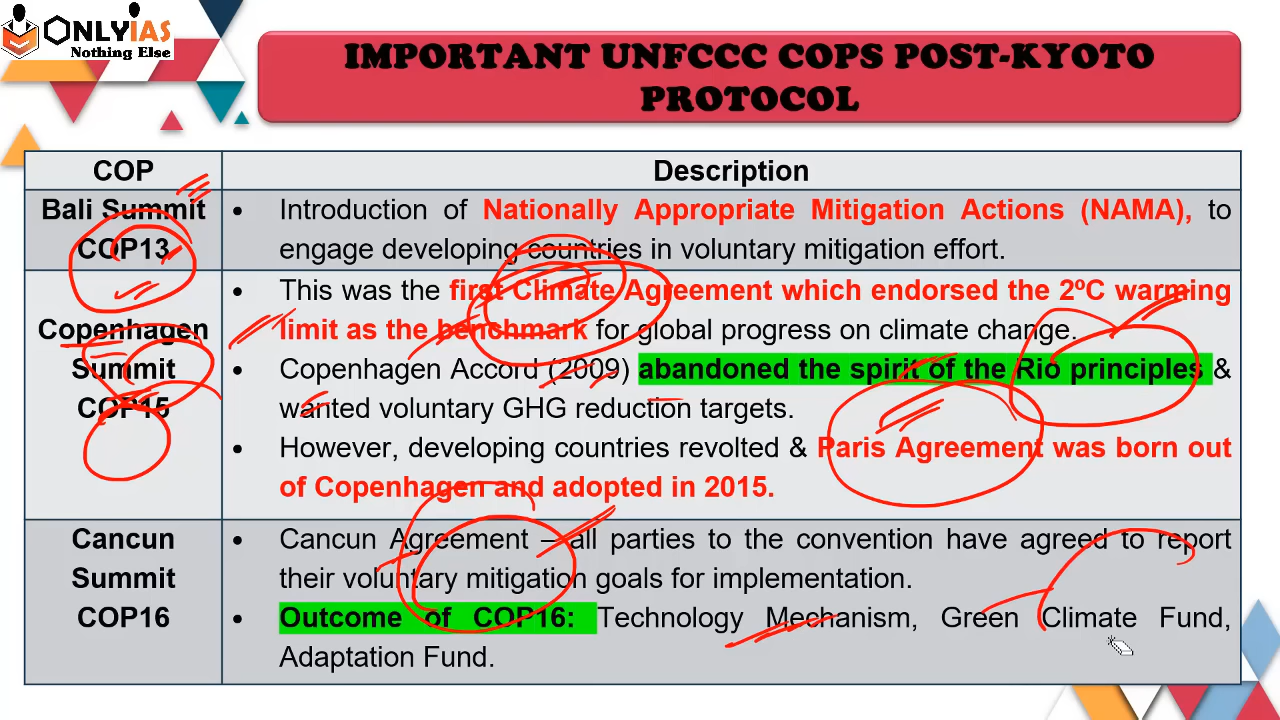 ONLYIAS
Nothing Else
IMPORTANT UNFCCC COPS POST-KYOTO
PROTOCOL
COP
Description
Bali Summit
COP13
• Introduction of Nationally Appropriate Mitigation Actions (NAMA), to
engage developing countries in voluntary mitigation effort.
Copenhagen
Summit
COP15
• This was the first Climate Agreement which endorsed the 2ºC warming
limit as the benchmark for global progress on climate change.
• Copenhagen Accord (2009) abandoned the spirit of the Rio principles &
wanted voluntary GHG reduction targets.
• However, developing countries revolted & Paris Agreement was born out
of Copenhagen and adopted in 2015.
Cancun
Summit
COP16
• Cancun Agreement – all parties to the convention have agreed to report
their voluntary mitigation goals for implementation.
• Outcome of COP16: Technology Mechanism, Green Climate Fund,
Adaptation Fund.